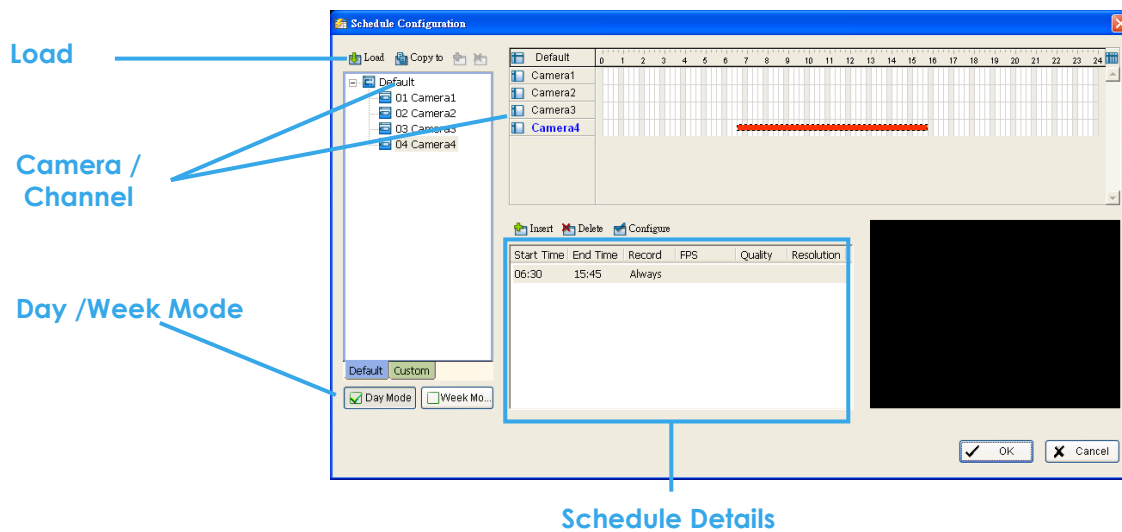 Schedule Configuration
Load
Load Copy to
Default 0 1 2 3 4 5 6 7 8 9 10 11 12 13 14 15 16 17 18 19 20 21 22 23 24
Default
01 Camera1
02 Camera2
03 Camera3
04 Camera4
Camera1
Camera2
Camera3
Camera4
Camera /
Channel
Insert Delete Configure
Start Time End Time Record FPS Quality Resolution
06:30 15:45 Always
Day /Week Mode
Default Custom
Day Mode Week Mo...
OK Cancel
Schedule Details